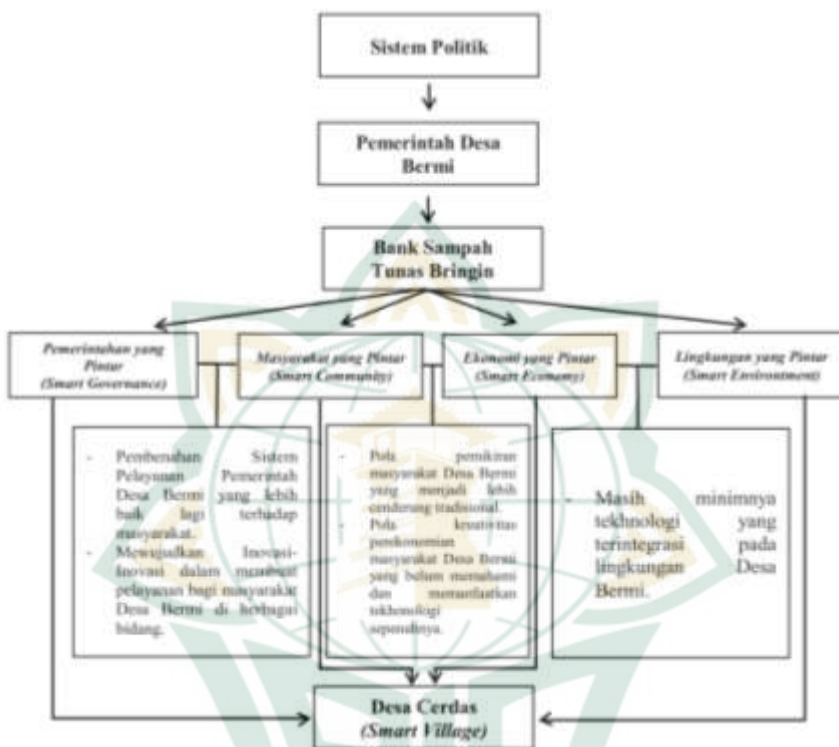 Sistem Politik
Pemerintah Desa
Bermi
Bank Sampah
Tunas Bringin
Pemerintahan yang
Pintar
(Smart Governance)
Masyarakat yang Pintar
(Smart Community)
Ekonomi yang Pintar
(Smart Economy)
Lingkungan yang Pintar
(Smart Environtment)
- Pembenahan Sistem
Pelayanan Pemerintah
Desa Bermi yang lebih
baik lagi terhadap
masyarakat.
- Mewujudkan Inovasi-
Inovasi dalam membuat
pelayanan bagi masyarakat
Desa Bermi di berbagai
bidang.
- Pola pemikiran
masyarakat Desa Bermi
yang menjadi lebih
cenderung tradisional.
- Pola kreativitas
perekonomian
masyarakat Desa Bermi
yang belum memahami
dan memanfaatkan
tekhonologi
sepenuhnya.
- Masih minimnya
tekhnologi yang
terintegrasi pada
lingkungan Desa
Bermi.
Desa Cerdas
(Smart Village)